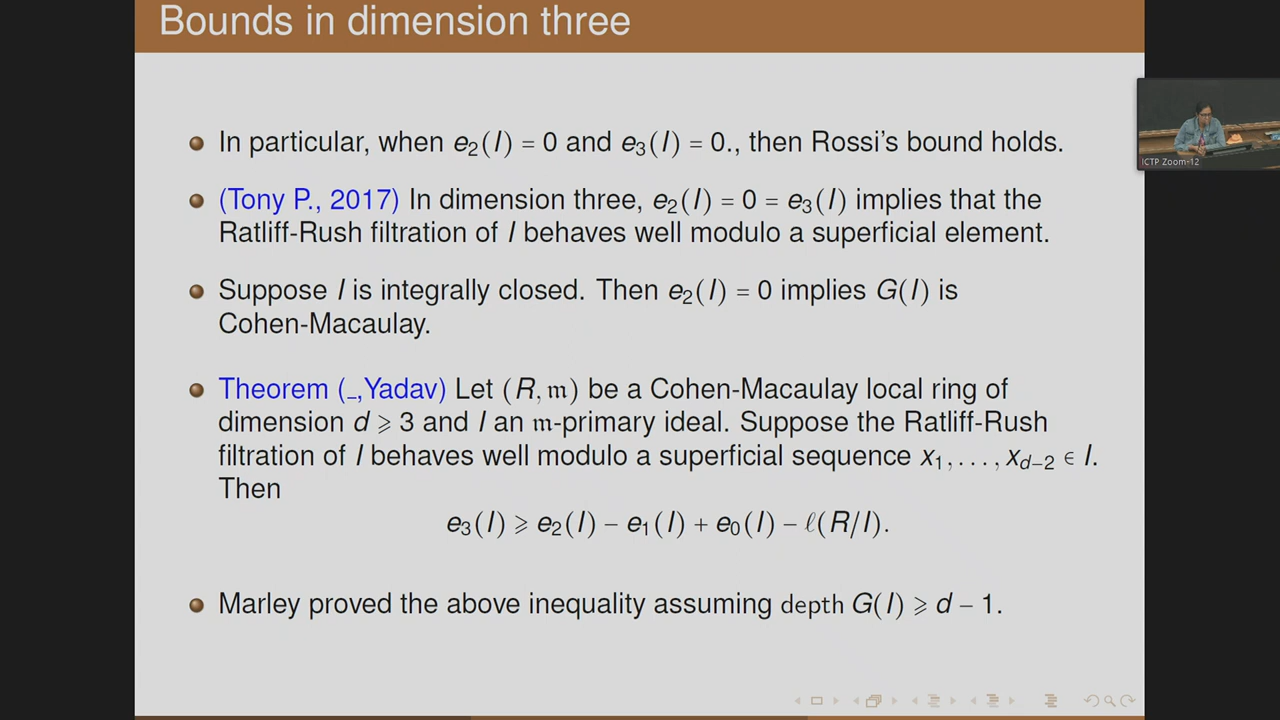 Bounds in dimension three
In particular, when e₂(I) = 0 and e₃(I) = 0., then Rossi's bound holds.
(Tony P., 2017) In dimension three, e₂(I) = 0 = e₃(I) implies that the
Ratliff-Rush filtration of I behaves well modulo a superficial element.
Suppose I is integrally closed. Then e₂(I) = 0 implies G(I) is
Cohen-Macaulay.
Theorem (_,Yadav) Let (R, 𝔪) be a Cohen-Macaulay local ring of
dimension d ⩾ 3 and I an 𝔪-primary ideal. Suppose the Ratliff-Rush
filtration of I behaves well modulo a superficial sequence x₁, . . . , x_{d−2} ∈ I.
Then
e₃(I) ⩾ e₂(I) − e₁(I) + e₀(I) − ℓ(R/I).
Marley proved the above inequality assuming depth G(I) ⩾ d − 1.
ICTP Zoom-12